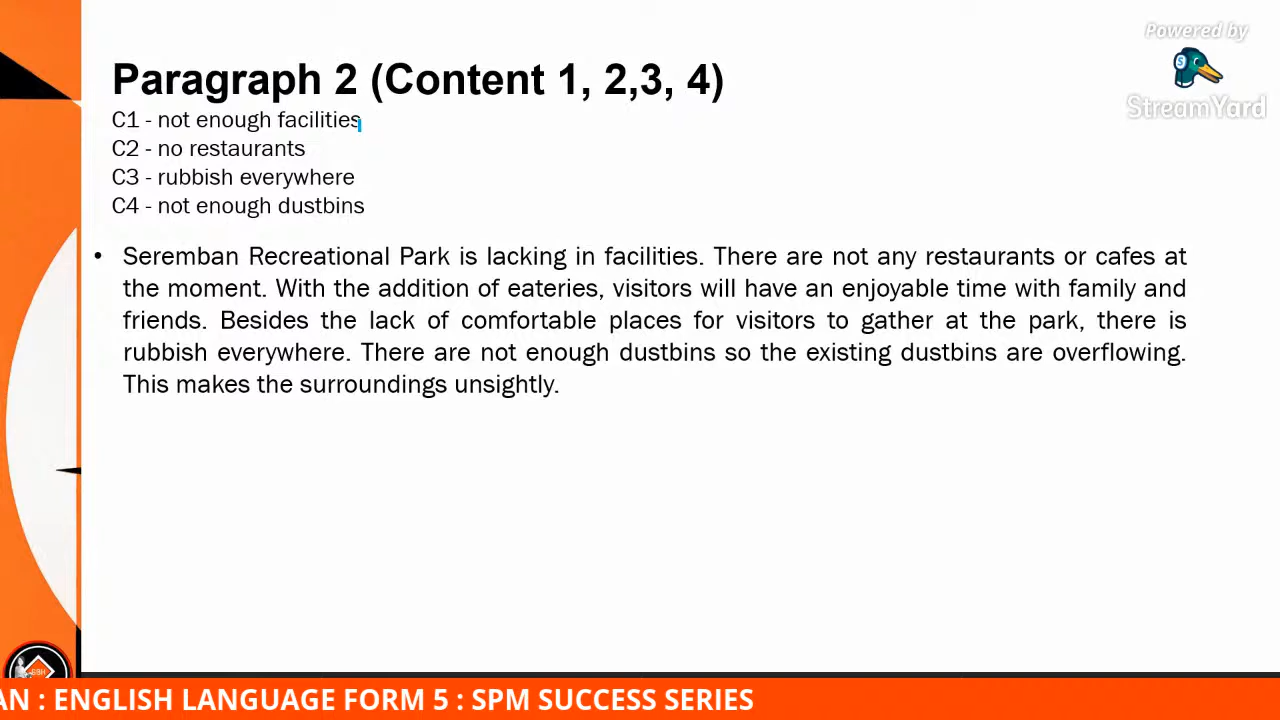 Powered by
StreamYard
Paragraph 2 (Content 1, 2,3, 4)
C1 - not enough facilities
C2 - no restaurants
C3 - rubbish everywhere
C4 - not enough dustbins
• Seremban Recreational Park is lacking in facilities. There are not any restaurants or cafes at
the moment. With the addition of eateries, visitors will have an enjoyable time with family and
friends. Besides the lack of comfortable places for visitors to gather at the park, there is
rubbish everywhere. There are not enough dustbins so the existing dustbins are overflowing.
This makes the surroundings unsightly.
AN : ENGLISH LANGUAGE FORM 5 : SPM SUCCESS SERIES